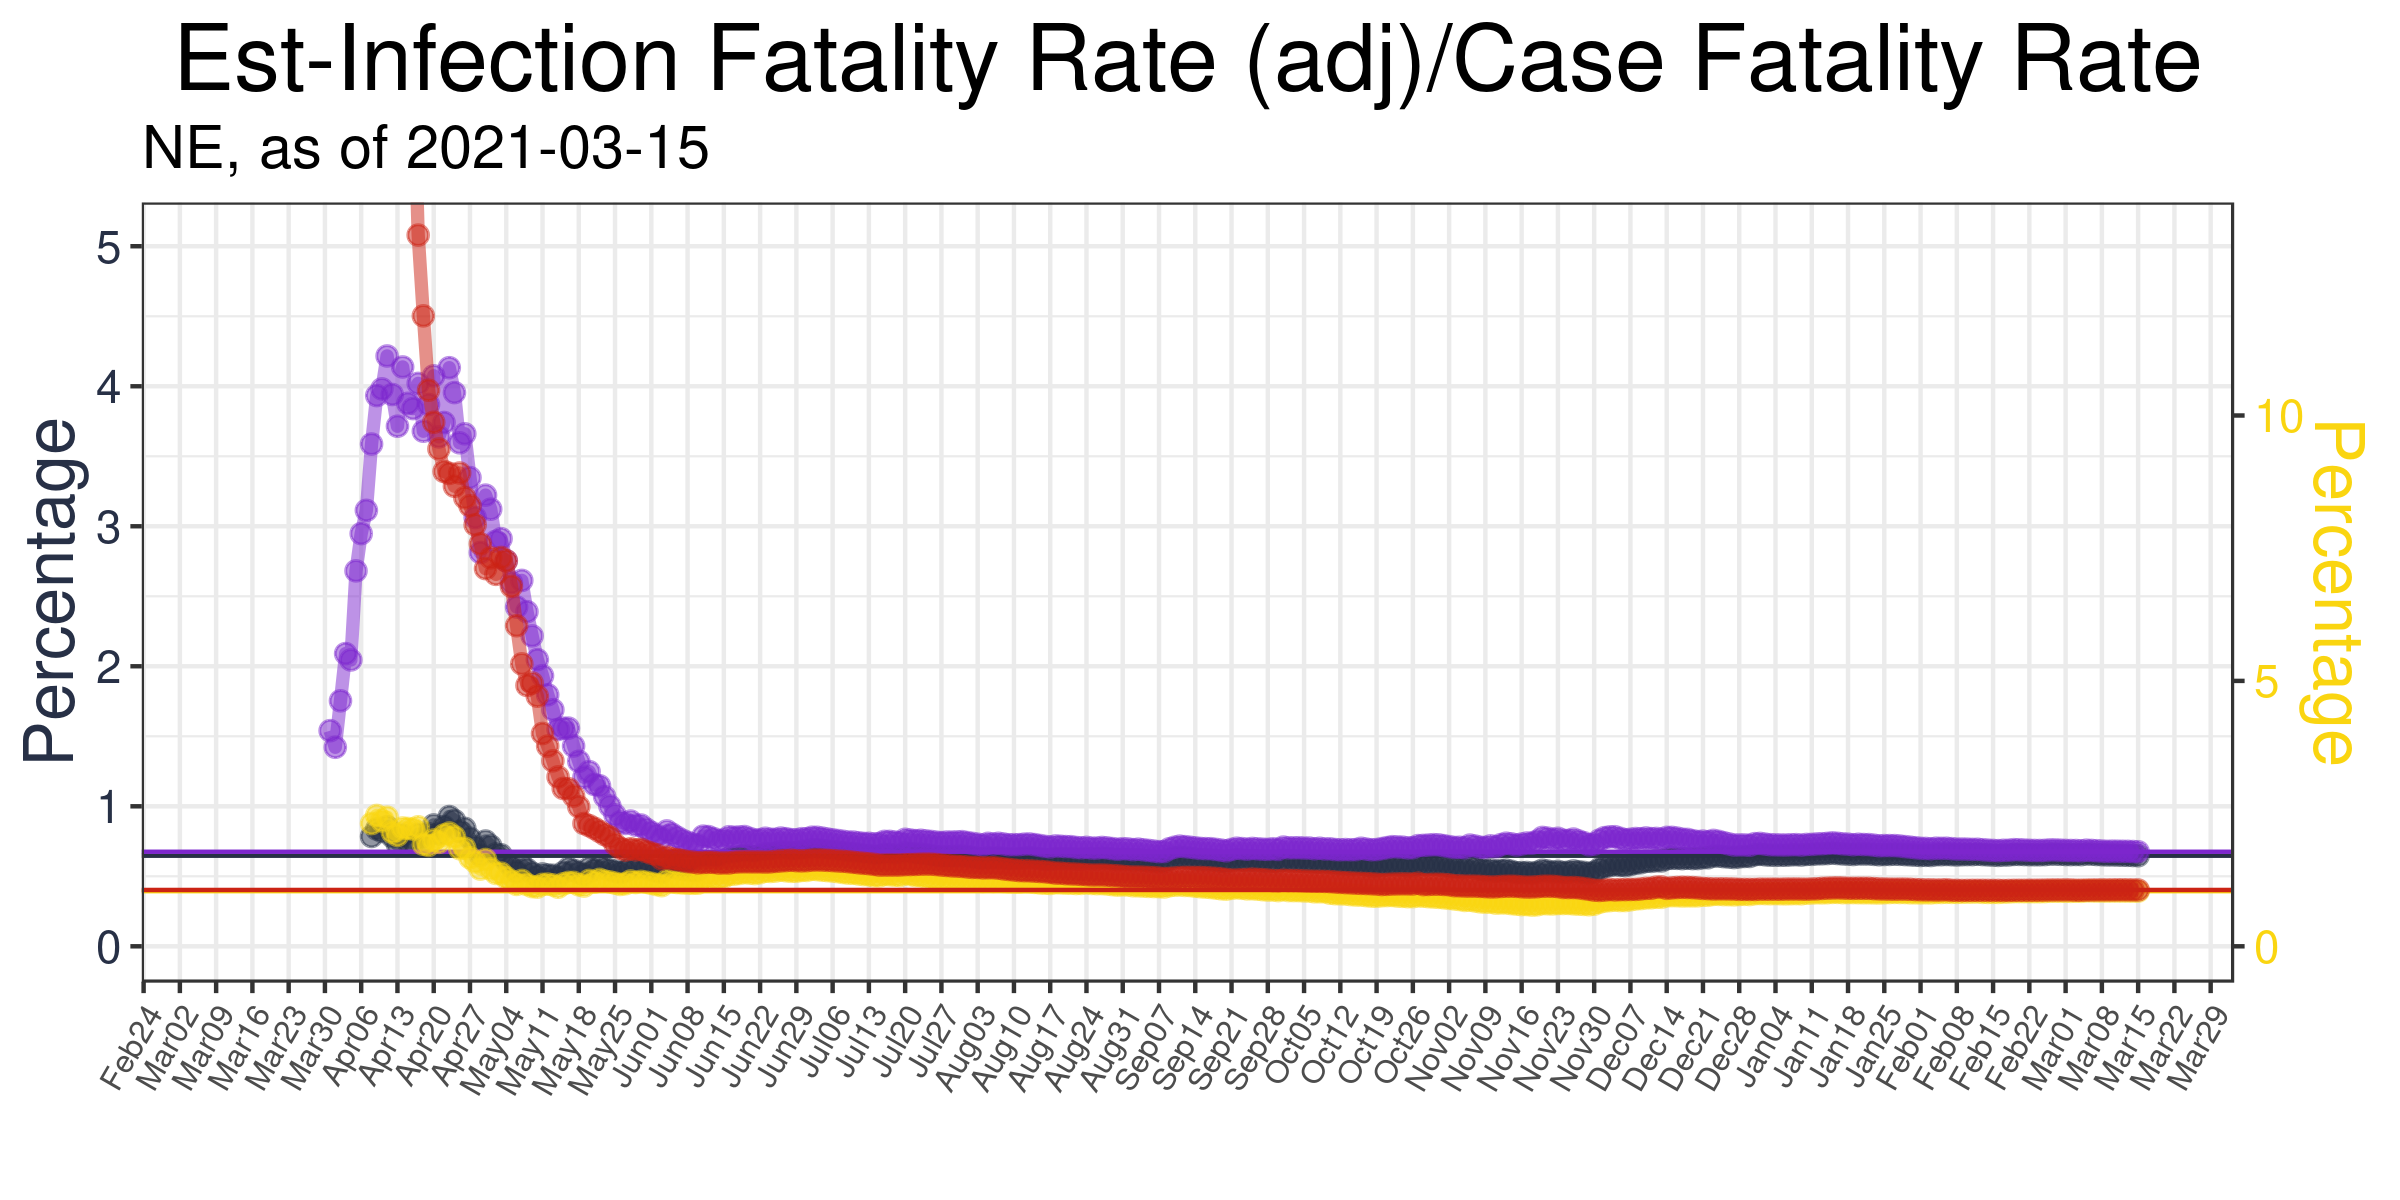 Est-Infection Fatality Rate (adj)/Case Fatality Rate
NE, as of 2021-03-15
Percentage
5
4
3
2
1
0
10
5
0
Percentage
Feb24
Mar02
Mar09
Mar16
Mar23
Mar30
Apr06
Apr13
Apr20
Apr27
May04
May11
May18
May25
Jun01
Jun08
Jun15
Jun22
Jun29
Jul06
Jul13
Jul20
Jul27
Aug03
Aug10
Aug17
Aug24
Aug31
Sep07
Sep14
Sep21
Sep28
Oct05
Oct12
Oct19
Oct26
Nov02
Nov09
Nov16
Nov23
Nov30
Dec07
Dec14
Dec21
Dec28
Jan04
Jan11
Jan18
Jan25
Feb01
Feb08
Feb15
Feb22
Mar01
Mar08
Mar15
Mar22
Mar29